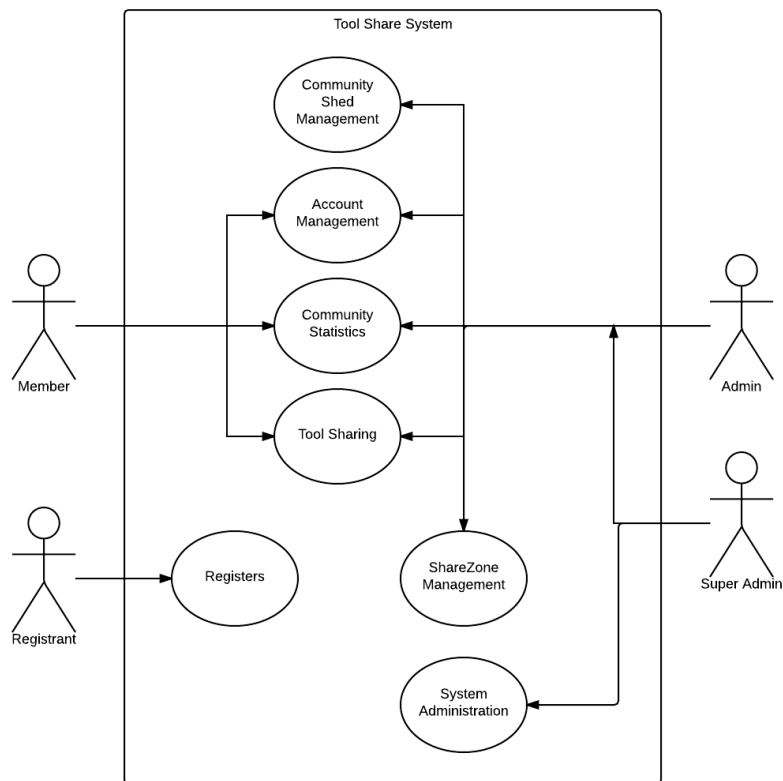 Tool Share System
Community
Shed
Management
Account
Management
Community
Statistics
Member
Admin
Tool Sharing
Registers
ShareZone
Management
Super Admin
Registrant
System
Administration